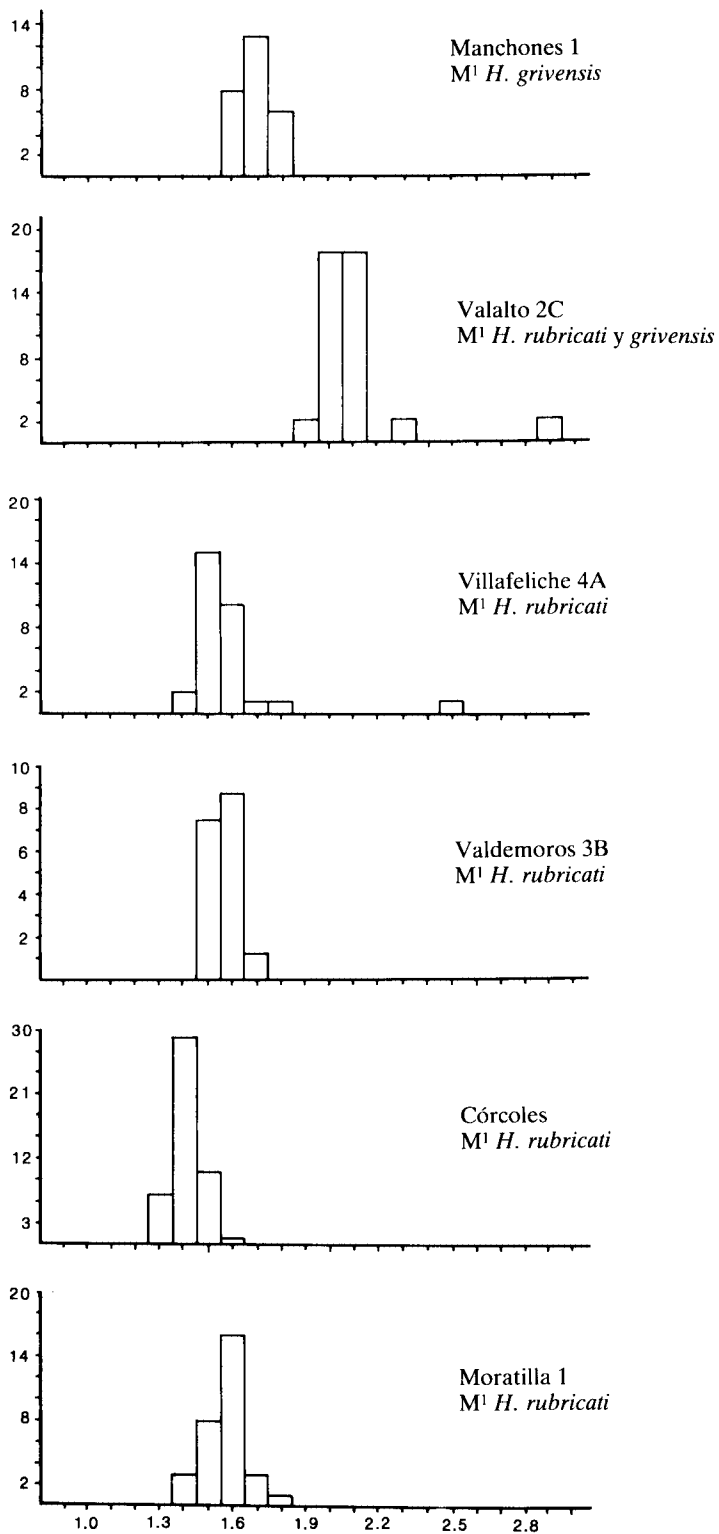 14
8
2
Manchones 1
M¹ H. grivensis
20
14
8
2
Valalto 2C
M¹ H. rubricati y grivensis
20
14
8
2
Villafeliche 4A
M¹ H. rubricati
10
8
6
4
2
Valdemoros 3B
M¹ H. rubricati
30
21
12
3
Córcoles
M¹ H. rubricati
20
14
8
2
Moratilla 1
M¹ H. rubricati
1.0 1.3 1.6 1.9 2.2 2.5 2.8